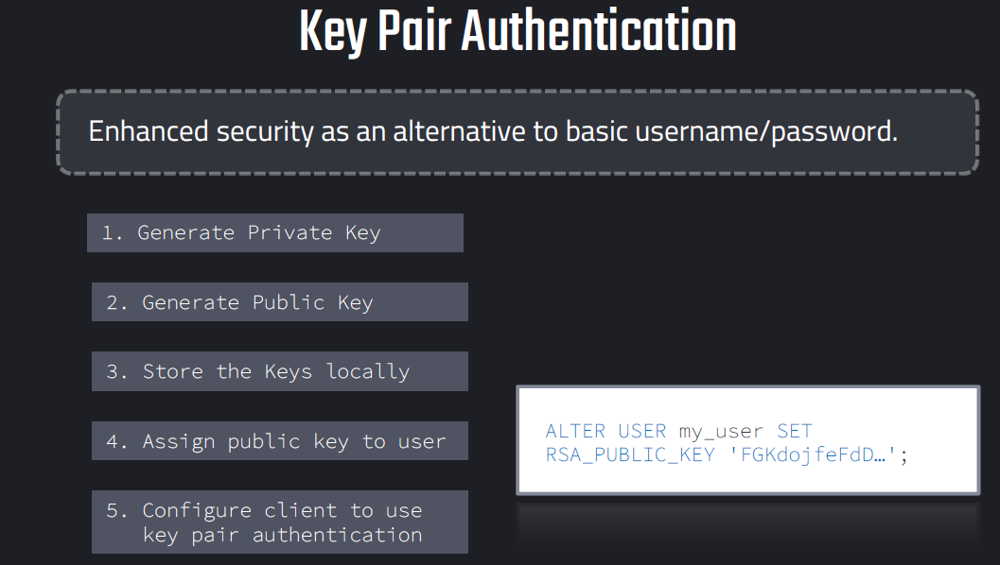 Key Pair Authentication
Enhanced security as an alternative to basic username/password.
1. Generate Private Key
2. Generate Public Key
3. Store the Keys locally
4. Assign public key to user
5. Configure client to use
key pair authentication
ALTER USER my_user SET
RSA_PUBLIC_KEY 'FGKdojfeFdD…';